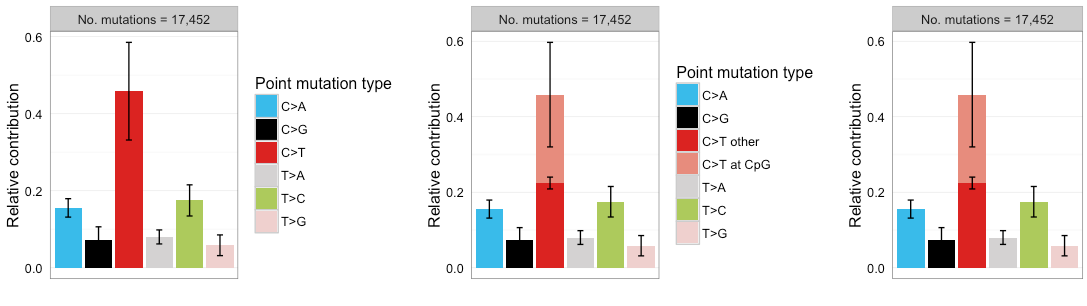 No. mutations = 17,452
Relative contribution
0.6
0.4
0.2
0.0
Point mutation type
C>A
C>G
C>T
T>A
T>C
T>G
No. mutations = 17,452
Relative contribution
0.6
0.4
0.2
0.0
Point mutation type
C>A
C>G
C>T other
C>T at CpG
T>A
T>C
T>G
No. mutations = 17,452
Relative contribution
0.6
0.4
0.2
0.0